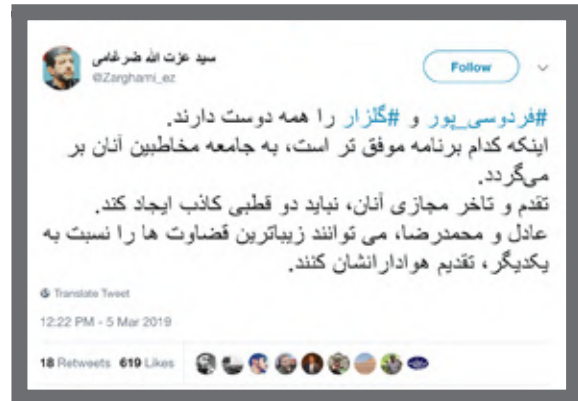 سید عزت الله ضرغامی
@Zarghami_ez
Follow
#فردوسی_پور و #گلزار را همه دوست دارند.
اینکه کدام برنامه موفق تر است، به جامعه مخاطبین آنان بر
میگردد.
تقدم و تاخر مجازی آنان، نباید دو قطبی کاذب ایجاد کند.
عادل و محمدرضا، می توانند زیباترین قضاوت ها را نسبت به
یکدیگر، تقدیم هوادارانشان کنند.
Translate Tweet
12:22 PM - 5 Mar 2019
18 Retweets 619 Likes